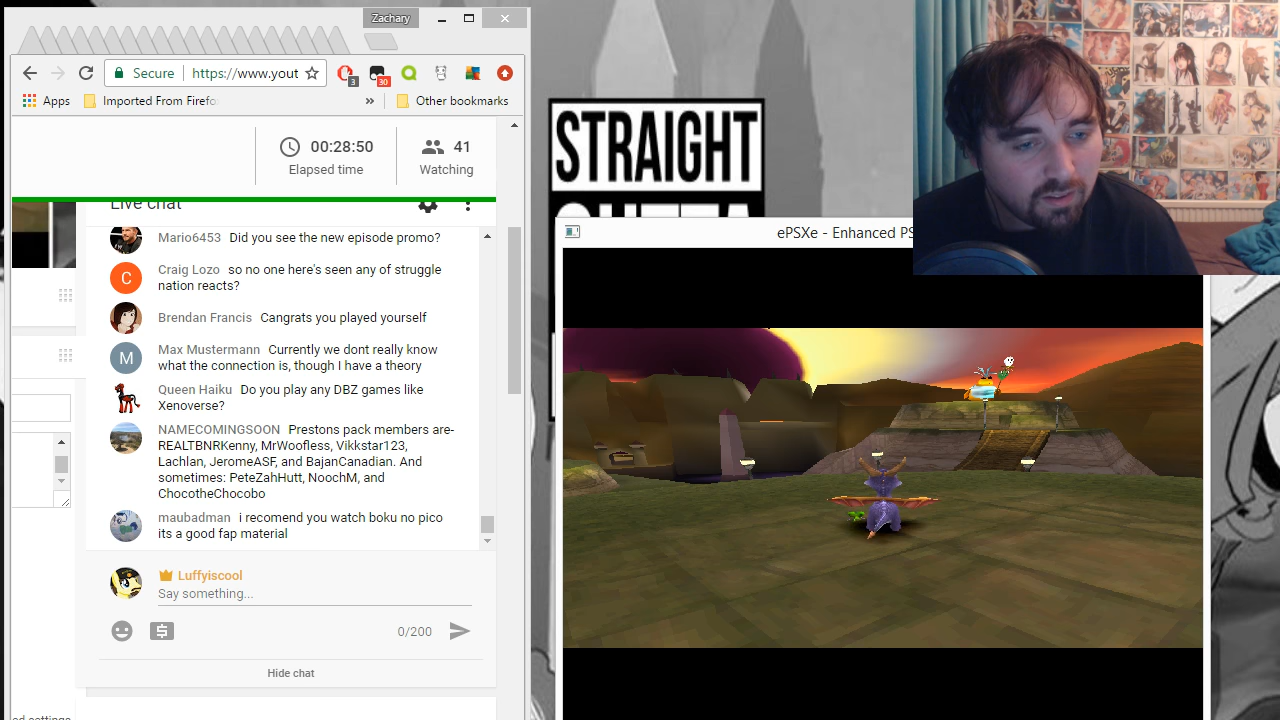 Zachary
Secure https://www.yout
3
30
Apps Imported From Firefo
» Other bookmarks
00:28:50
Elapsed time
41
Watching
Live chat
Mario6453 Did you see the new episode promo?
Craig Lozo so no one here's seen any of struggle
nation reacts?
C
Brendan Francis Cangrats you played yourself
Max Mustermann Currently we dont really know
what the connection is, though I have a theory
M
Queen Haiku Do you play any DBZ games like
Xenoverse?
NAMECOMINGSOON Prestons pack members are-
REALTBNRKenny, MrWoofless, Vikkstar123,
Lachlan, JeromeASF, and BajanCanadian. And
sometimes: PeteZahHutt, NoochM, and
ChocotheChocobo
maubadman i recomend you watch boku no pico
its a good fap material
Luffyiscool
Say something...
0/200
Hide chat
ed settings
STRAIGHT
OUTTA
ePSXe - Enhanced PS